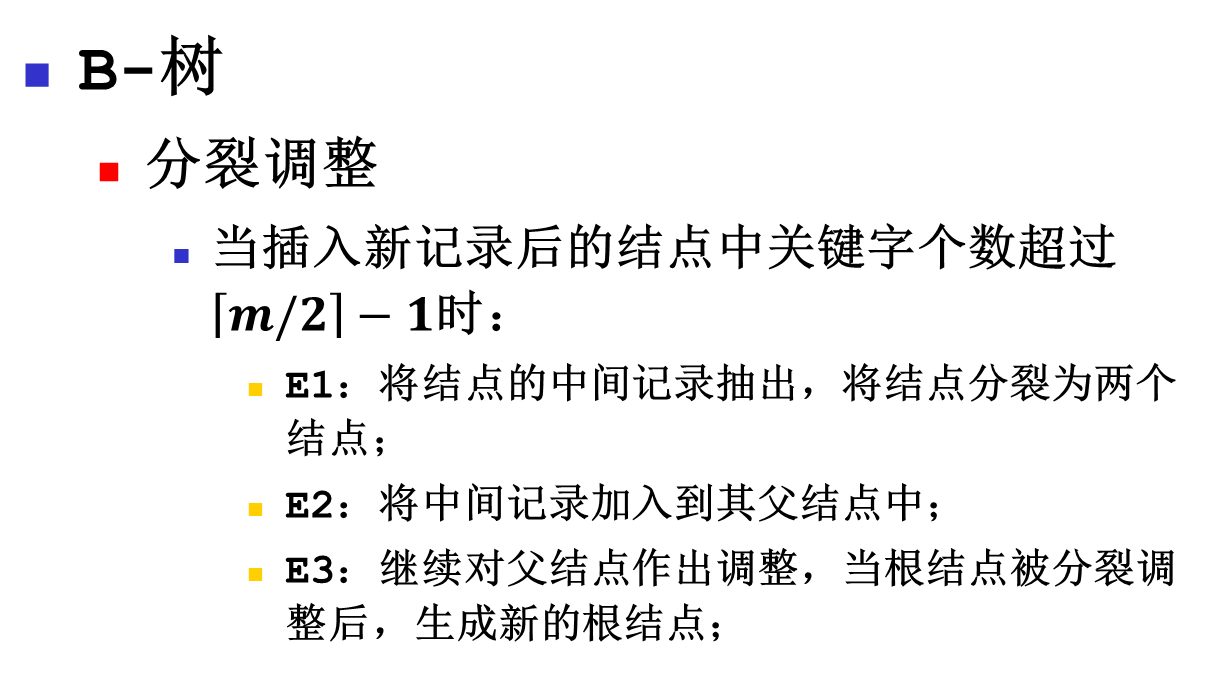 B-树
分裂调整
当插入新记录后的结点中关键字个数超过
⌈m/2⌉ − 1时：
E1：将结点的中间记录抽出，将结点分裂为两个
结点；
E2：将中间记录加入到其父结点中；
E3：继续对父结点作出调整，当根结点被分裂调
整后，生成新的根结点；